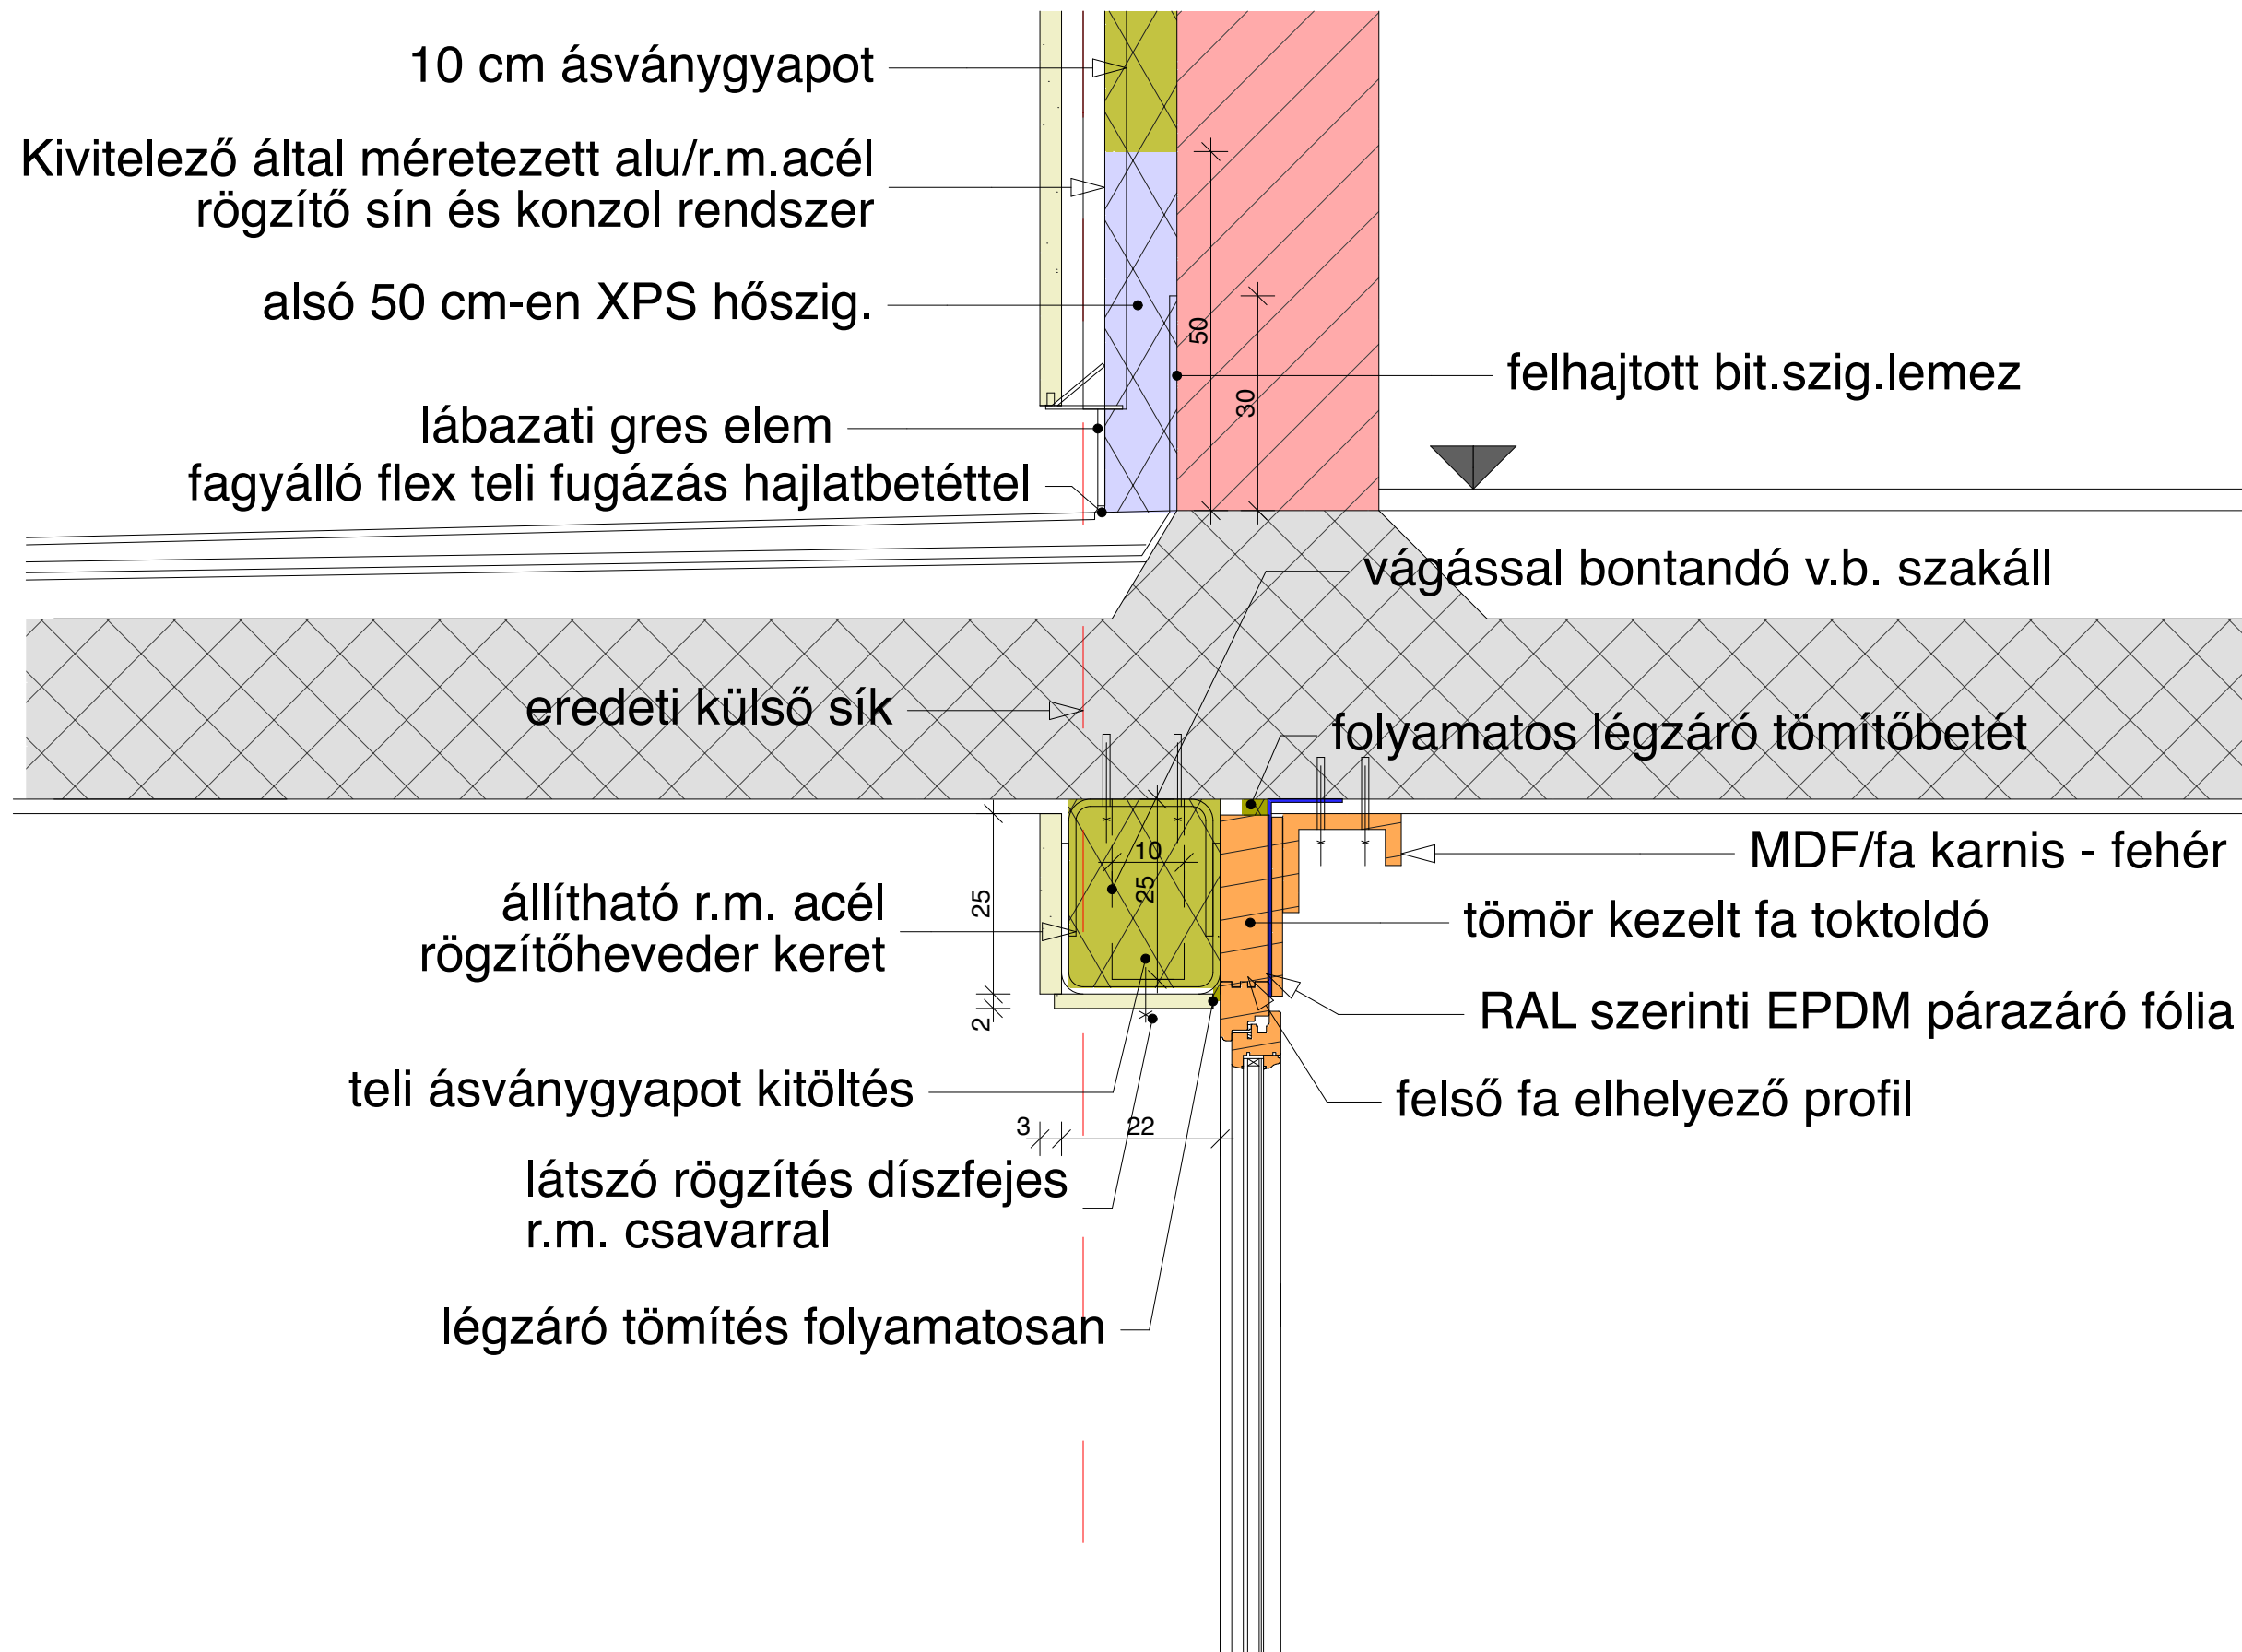 10 cm ásványgyapot
Kivitelező által méretezett alu/r.m.acél
rögzítő sín és konzol rendszer
alsó 50 cm-en XPS hőszig.
50
30
felhajtott bit.szig.lemez
lábazati gres elem
fagyálló flex teli fugázás hajlatbetéttel
vágással bontandó v.b. szakáll
eredeti külső sík
folyamatos légzáró tömítőbetét
MDF/fa karnis - fehér
10
25
25
állítható r.m. acél
rögzítőheveder keret
tömör kezelt fa toktoldó
2
RAL szerinti EPDM párazáró fólia
teli ásványgyapot kitöltés
felső fa elhelyező profil
3
22
látszó rögzítés díszfejes
r.m. csavarral
légzáró tömítés folyamatosan